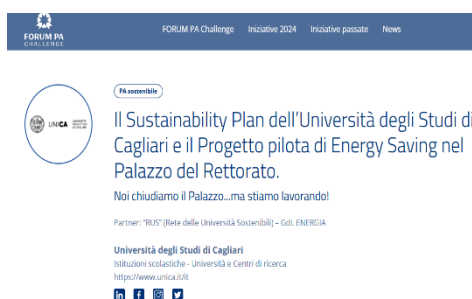 FORUM PA
CHALLENGE
FORUM PA Challenge Iniziative 2024 Iniziative passate News
PA sostenibile
UNICA
Il Sustainability Plan dell'Università degli Studi di
Cagliari e il Progetto pilota di Energy Saving nel
Palazzo del Rettorato.
Noi chiudiamo il Palazzo...ma stiamo lavorando!
Partner: "RUS" (Rete delle Università Sostenibili) – GdL ENERGIA
Università degli Studi di Cagliari
Istituzioni scolastiche - Università e Centri di ricerca
https://www.unica.it/it